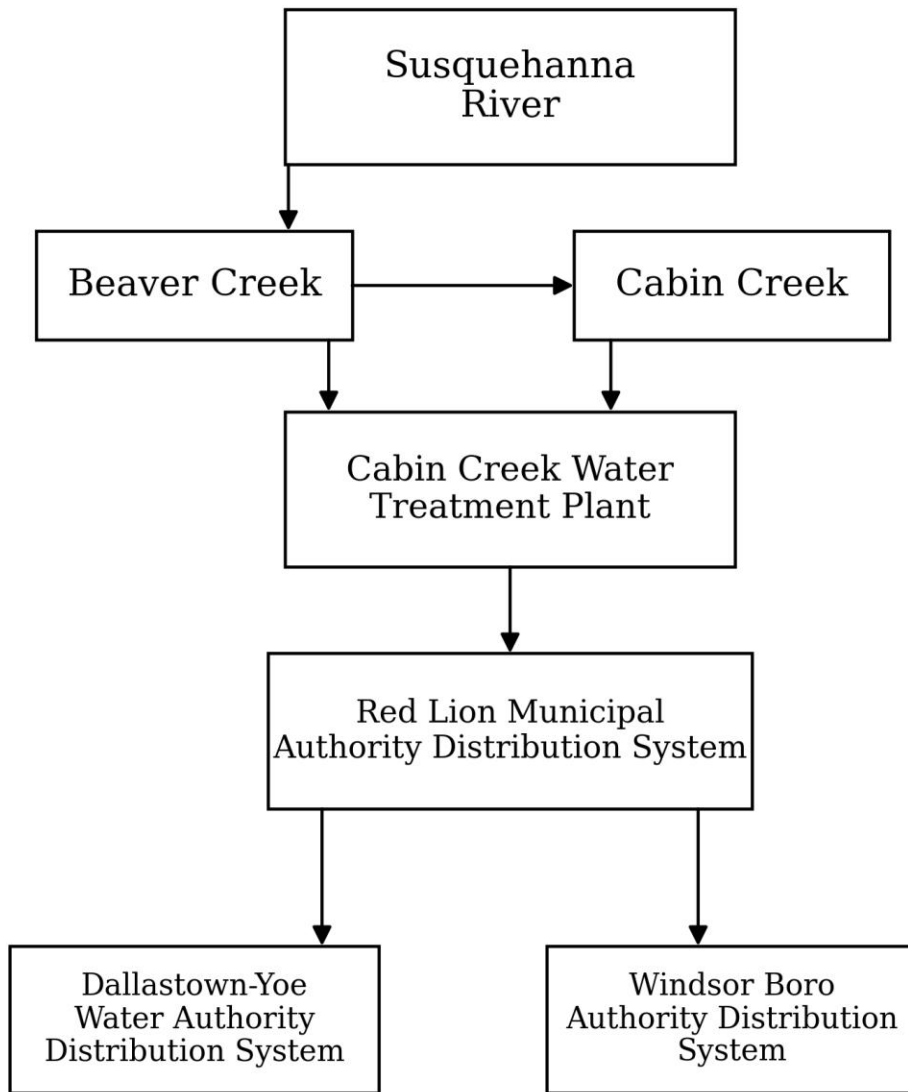 Susquehanna
River
Beaver Creek
Cabin Creek
Cabin Creek Water
Treatment Plant
Red Lion Municipal
Authority Distribution System
Dallastown-Yoe
Water Authority
Distribution System
Windsor Boro
Authority Distribution
System